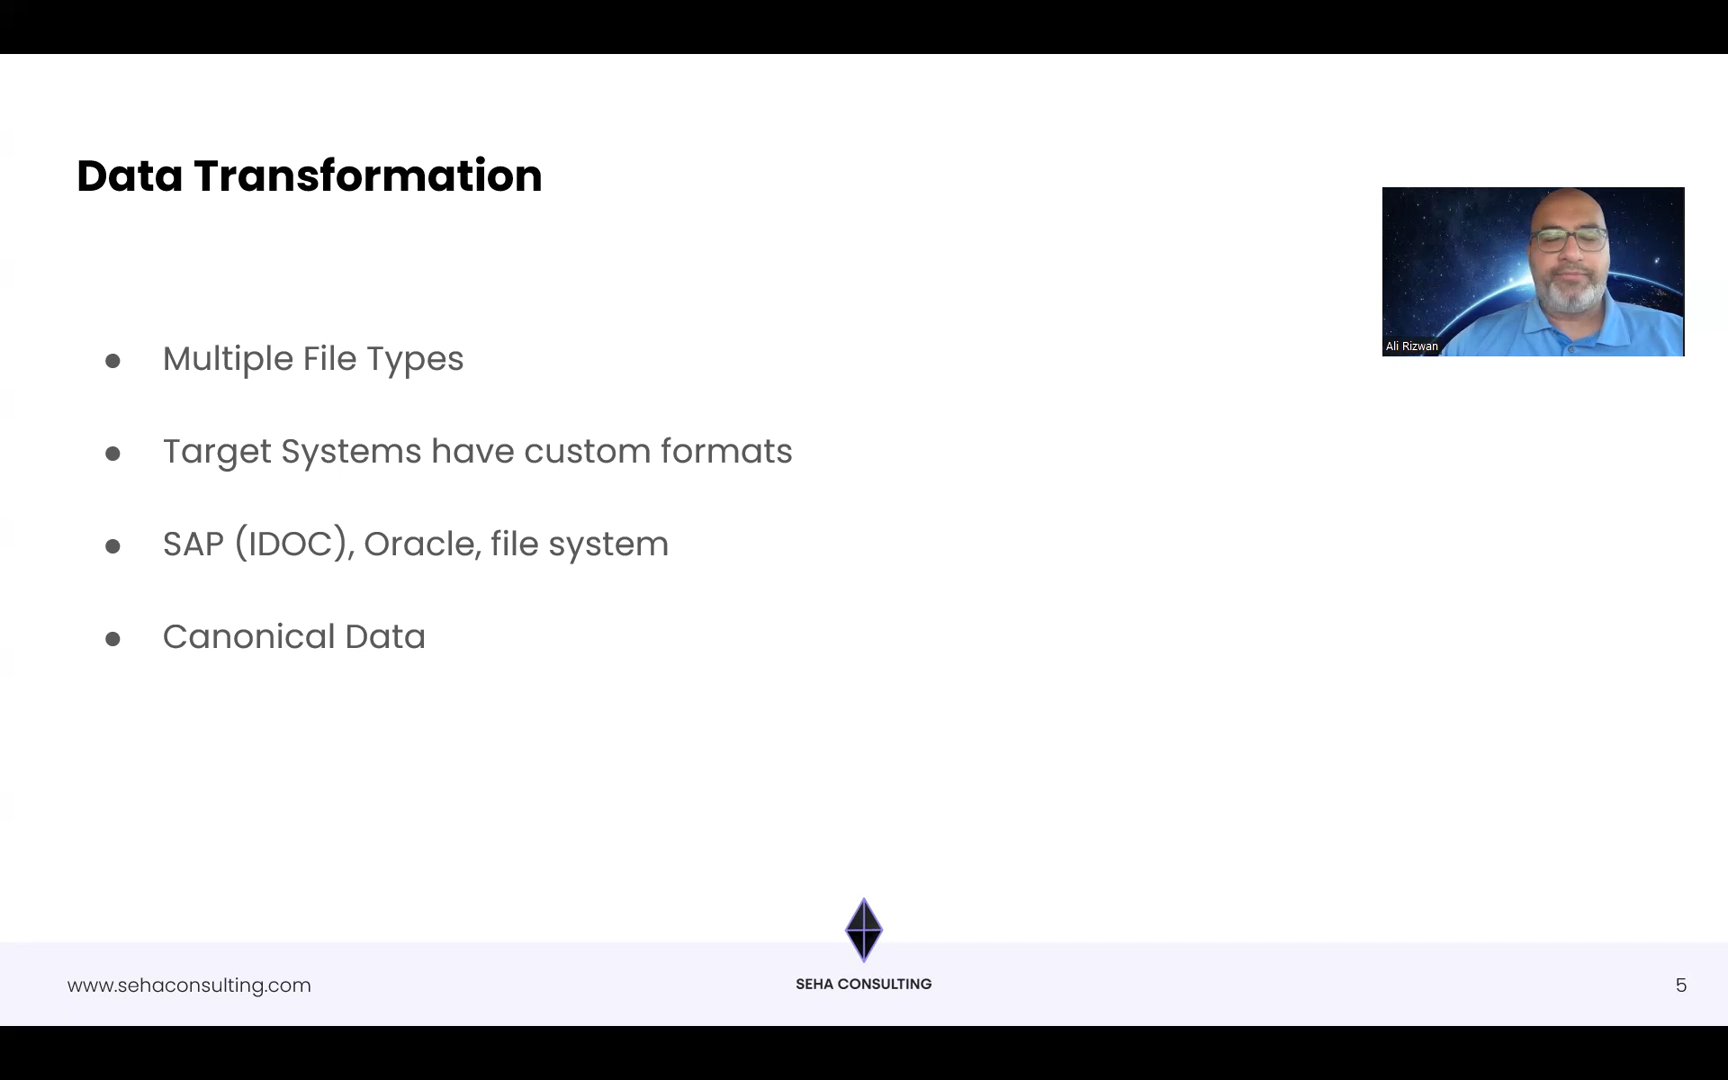 Data Transformation
Ali Rizwan
● Multiple File Types
● Target Systems have custom formats
● SAP (IDOC), Oracle, file system
● Canonical Data
www.sehaconsulting.com
SEHA CONSULTING
5